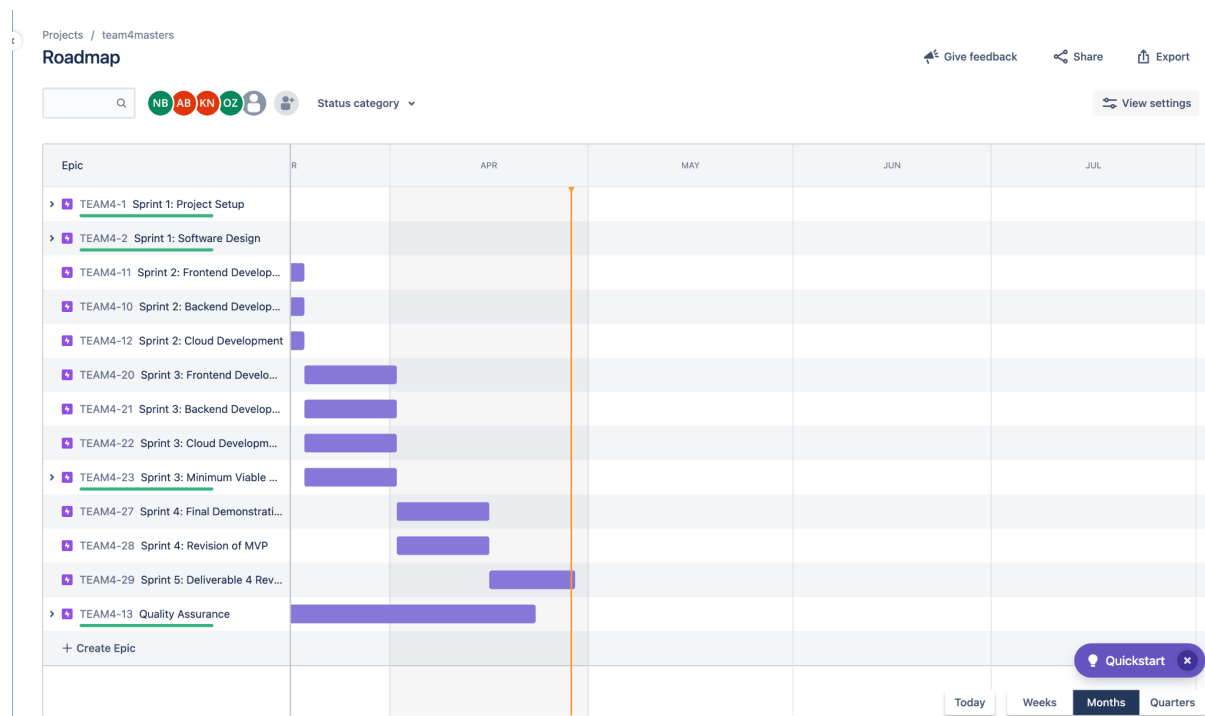 Projects / team4masters
Roadmap
Give feedback
Share
Export
NB AB KN OZ
Status category
View settings
Epic
R
APR
MAY
JUN
JUL
TEAM4-1 Sprint 1: Project Setup
TEAM4-2 Sprint 1: Software Design
TEAM4-11 Sprint 2: Frontend Develop...
TEAM4-10 Sprint 2: Backend Develop...
TEAM4-12 Sprint 2: Cloud Development
TEAM4-20 Sprint 3: Frontend Develo...
TEAM4-21 Sprint 3: Backend Develop...
TEAM4-22 Sprint 3: Cloud Developm...
TEAM4-23 Sprint 3: Minimum Viable ...
TEAM4-27 Sprint 4: Final Demonstrati...
TEAM4-28 Sprint 4: Revision of MVP
TEAM4-29 Sprint 5: Deliverable 4 Rev...
TEAM4-13 Quality Assurance
+ Create Epic
Quickstart
Today
Weeks
Months
Quarters